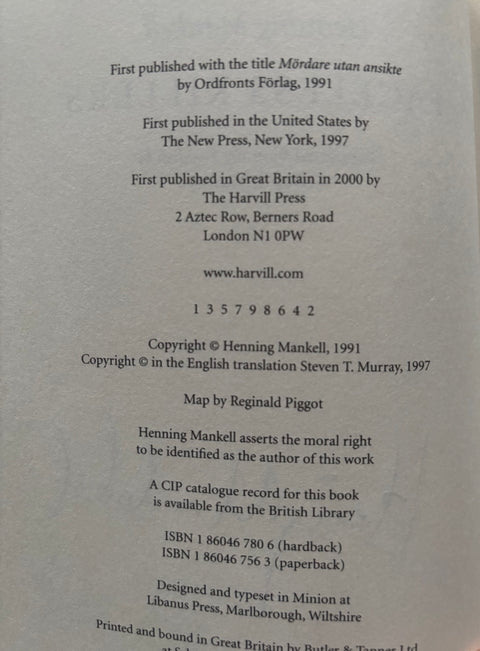 First published with the title Mördare utan ansikte
by Ordfronts Förlag, 1991
First published in the United States by
The New Press, New York, 1997
First published in Great Britain in 2000 by
The Harvill Press
2 Aztec Row, Berners Road
London N1 0PW
www.harvill.com
1 3 5 7 9 8 6 4 2
Copyright © Henning Mankell, 1991
Copyright © in the English translation Steven T. Murray, 1997
Map by Reginald Piggot
Henning Mankell asserts the moral right
to be identified as the author of this work
A CIP catalogue record for this book
is available from the British Library
ISBN 1 86046 780 6 (hardback)
ISBN 1 86046 756 3 (paperback)
Designed and typeset in Minion at
Libanus Press, Marlborough, Wiltshire
Printed and bound in Great Britain by Butler & Tanner Ltd